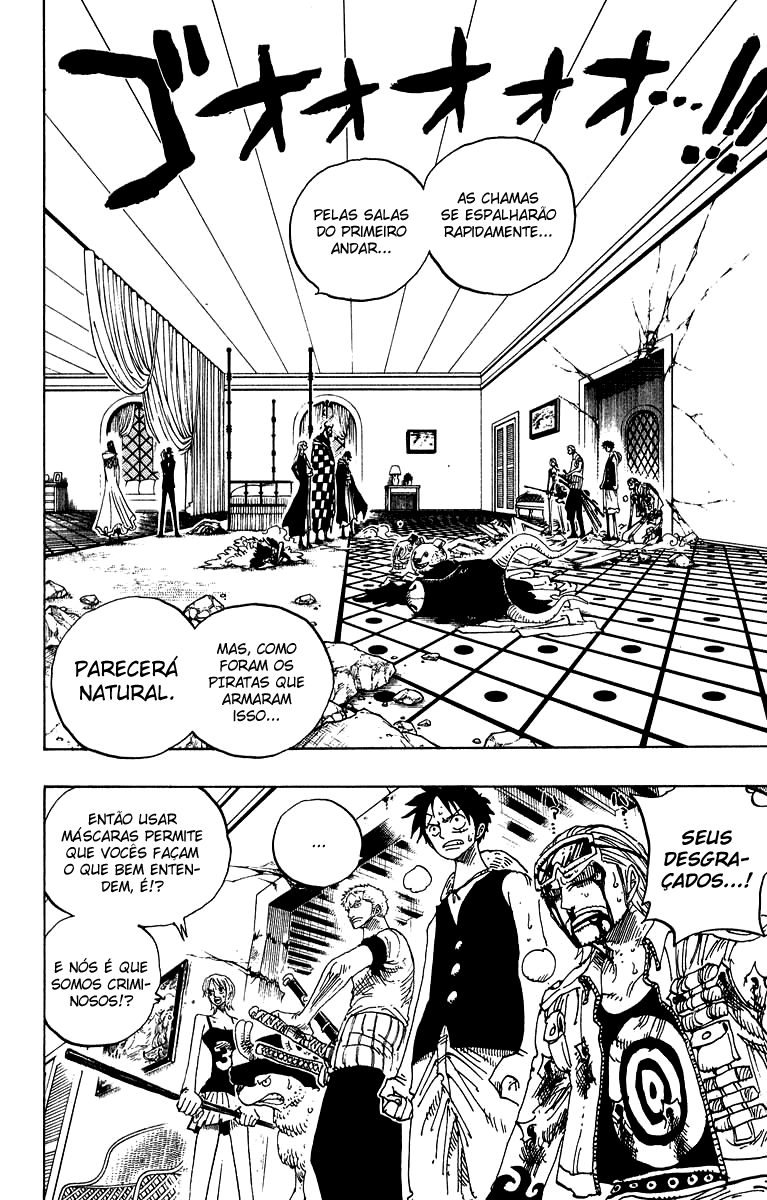 ゴオオオオオ…!!!
AS CHAMAS
SE ESPALHARÃO
RAPIDAMENTE...
PELAS SALAS
DO PRIMEIRO
ANDAR...
MAS, COMO
FORAM OS
PIRATAS QUE
ARMARAM
ISSO...
PARECERÁ
NATURAL.
SEUS
DESGRA-
ÇADOS...!
...
ENTÃO USAR
MÁSCARAS PERMITE
QUE VOCÊS FAÇAM
O QUE BEM ENTEN-
DEM, É!?
E NÓS É QUE
SOMOS CRIMI-
NOSOS!?